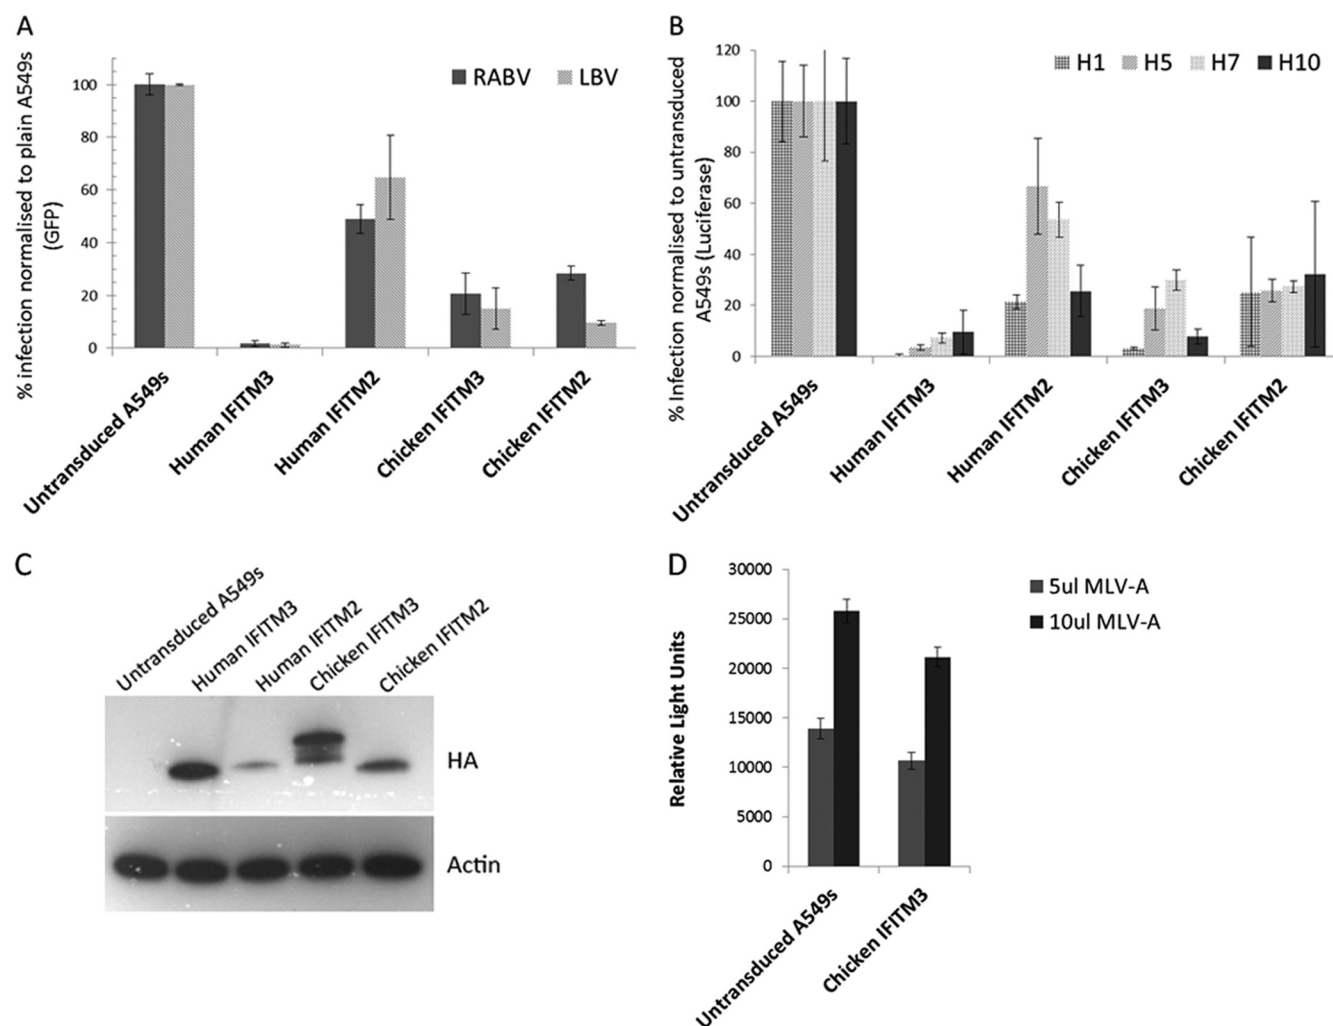 A
% infection normalised to plain A549s
(GFP)
100
80
60
40
20
0
RABV LBV
Untransduced A549s
Human IFITM3
Human IFITM2
Chicken IFITM3
Chicken IFITM2
B
% Infection normalised to untransduced
A549s (Luciferase)
120
100
80
60
40
20
0
H1 H5 H7 H10
Untransduced A549s
Human IFITM3
Human IFITM2
Chicken IFITM3
Chicken IFITM2
C
Untransduced A549s
Human IFITM3
Human IFITM2
Chicken IFITM3
Chicken IFITM2
HA
Actin
D
Relative Light Units
30000
25000
20000
15000
10000
5000
0
5ul MLV-A
10ul MLV-A
Untransduced A549s
Chicken IFITM3